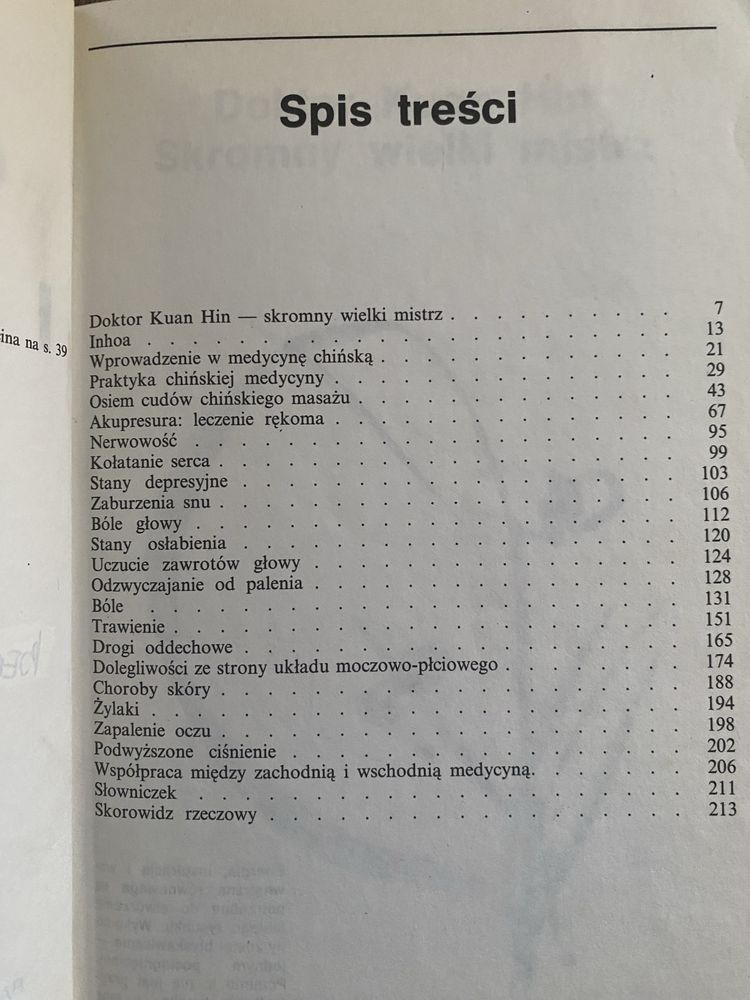 Spis treści
ina na s. 39
Doktor Kuan Hin — skromny wielki mistrz . . . . . . . . . . 7
Inhoa . . . . . . . . . . . . . . . . . . . . . . 13
Wprowadzenie w medycynę chińską . . . . . . . . . . . . . 21
Praktyka chińskiej medycyny . . . . . . . . . . . . . . . 29
Osiem cudów chińskiego masażu . . . . . . . . . . . . . . 43
Akupresura: leczenie rękoma . . . . . . . . . . . . . . . 67
Nerwowość . . . . . . . . . . . . . . . . . . . . 95
Kołatanie serca . . . . . . . . . . . . . . . . . . . 99
Stany depresyjne . . . . . . . . . . . . . . . . . . 103
Zaburzenia snu . . . . . . . . . . . . . . . . . . . 106
Bóle głowy . . . . . . . . . . . . . . . . . . . . 112
Stany osłabienia . . . . . . . . . . . . . . . . . . 120
Uczucie zawrotów głowy . . . . . . . . . . . . . . . 124
Odzwyczajanie od palenia . . . . . . . . . . . . . . . 128
Bóle . . . . . . . . . . . . . . . . . . . . . . 131
Trawienie . . . . . . . . . . . . . . . . . . . . . 151
Drogi oddechowe . . . . . . . . . . . . . . . . . . 165
Dolegliwości ze strony układu moczowo-płciowego . . . . . . . . 174
Choroby skóry . . . . . . . . . . . . . . . . . . . 188
Żylaki . . . . . . . . . . . . . . . . . . . . . . 194
Zapalenie oczu . . . . . . . . . . . . . . . . . . . 198
Podwyższone ciśnienie . . . . . . . . . . . . . . . . 202
Współpraca między zachodnią i wschodnią medycyną. . . . . . . 206
Słowniczek . . . . . . . . . . . . . . . . . . . . 211
Skorowidz rzeczowy . . . . . . . . . . . . . . . . . 213